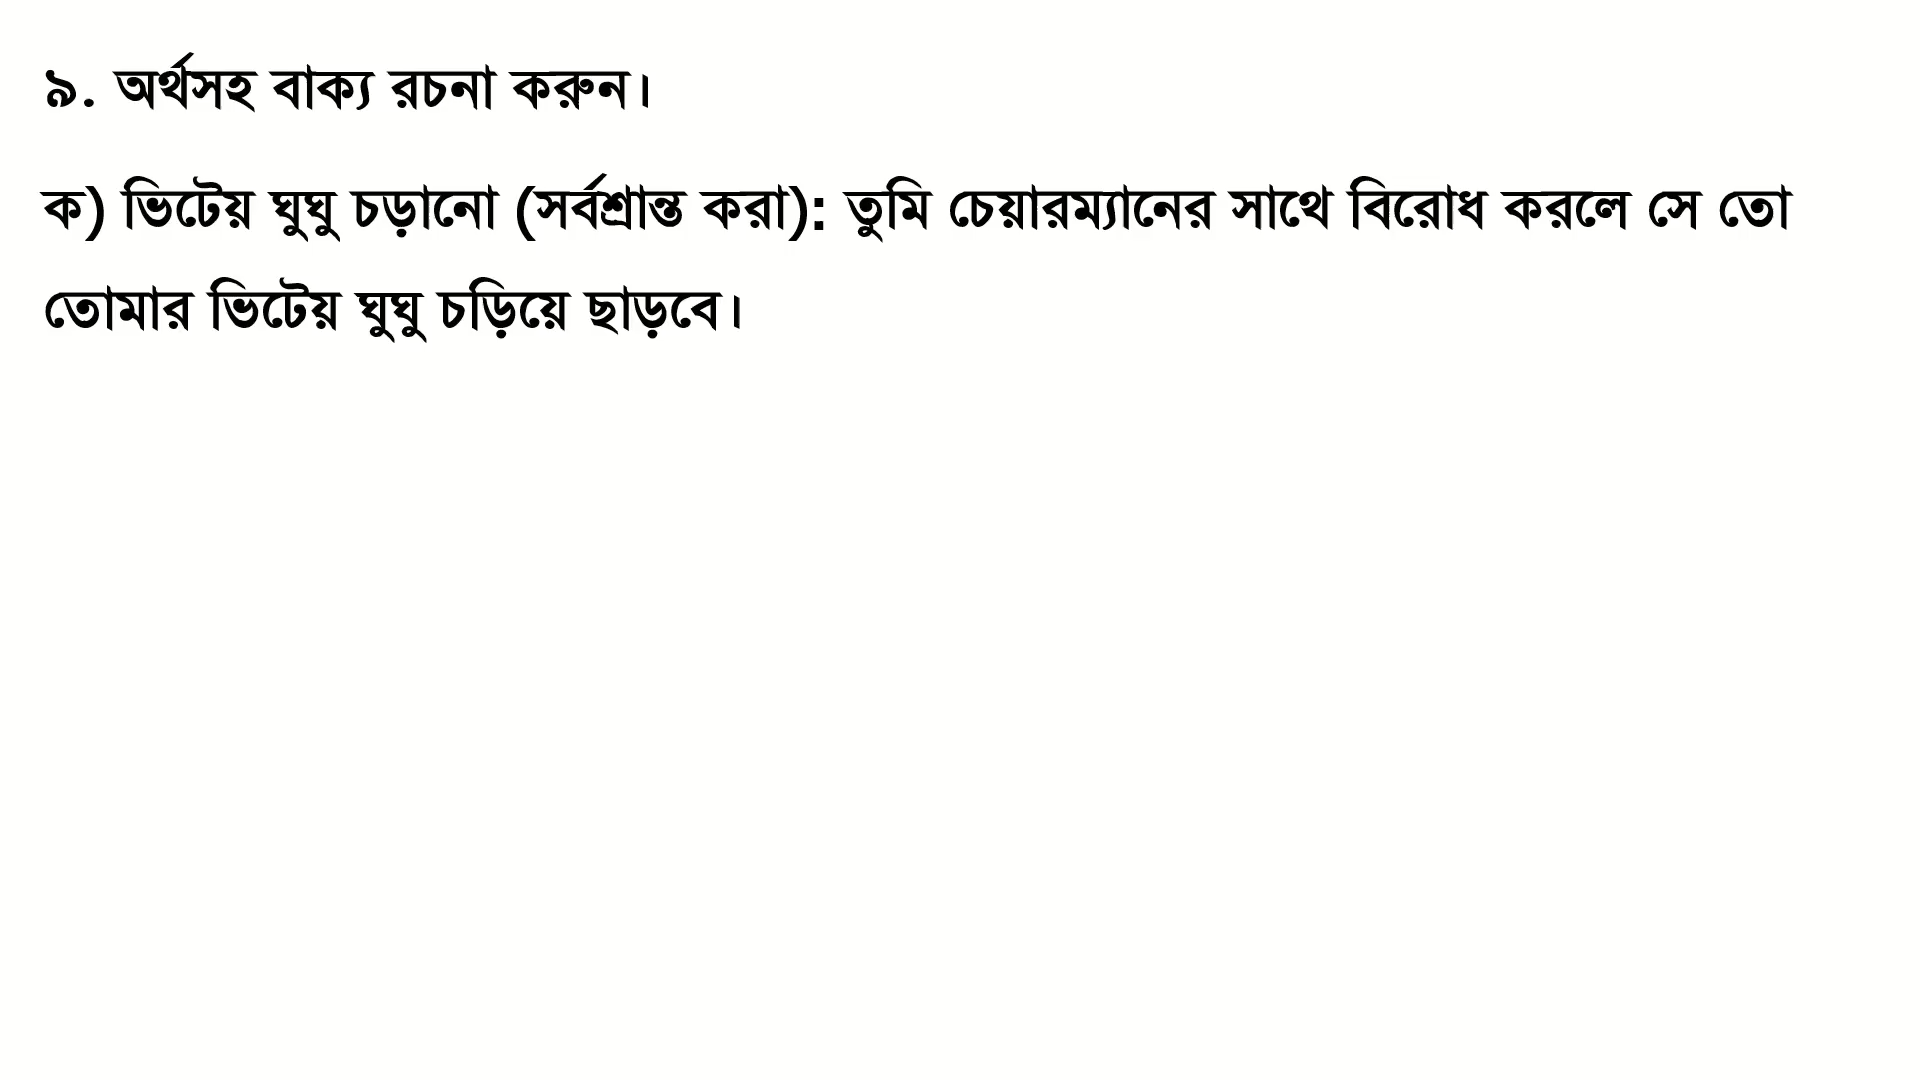 ৯. অর্থসহ বাক্য রচনা করুন।
ক) ভিটেয় ঘুঘু চড়ানো (সর্বশ্রান্ত করা): তুমি চেয়ারম্যানের সাথে বিরোধ করলে সে তো
তোমার ভিটেয় ঘুঘু চড়িয়ে ছাড়বে।